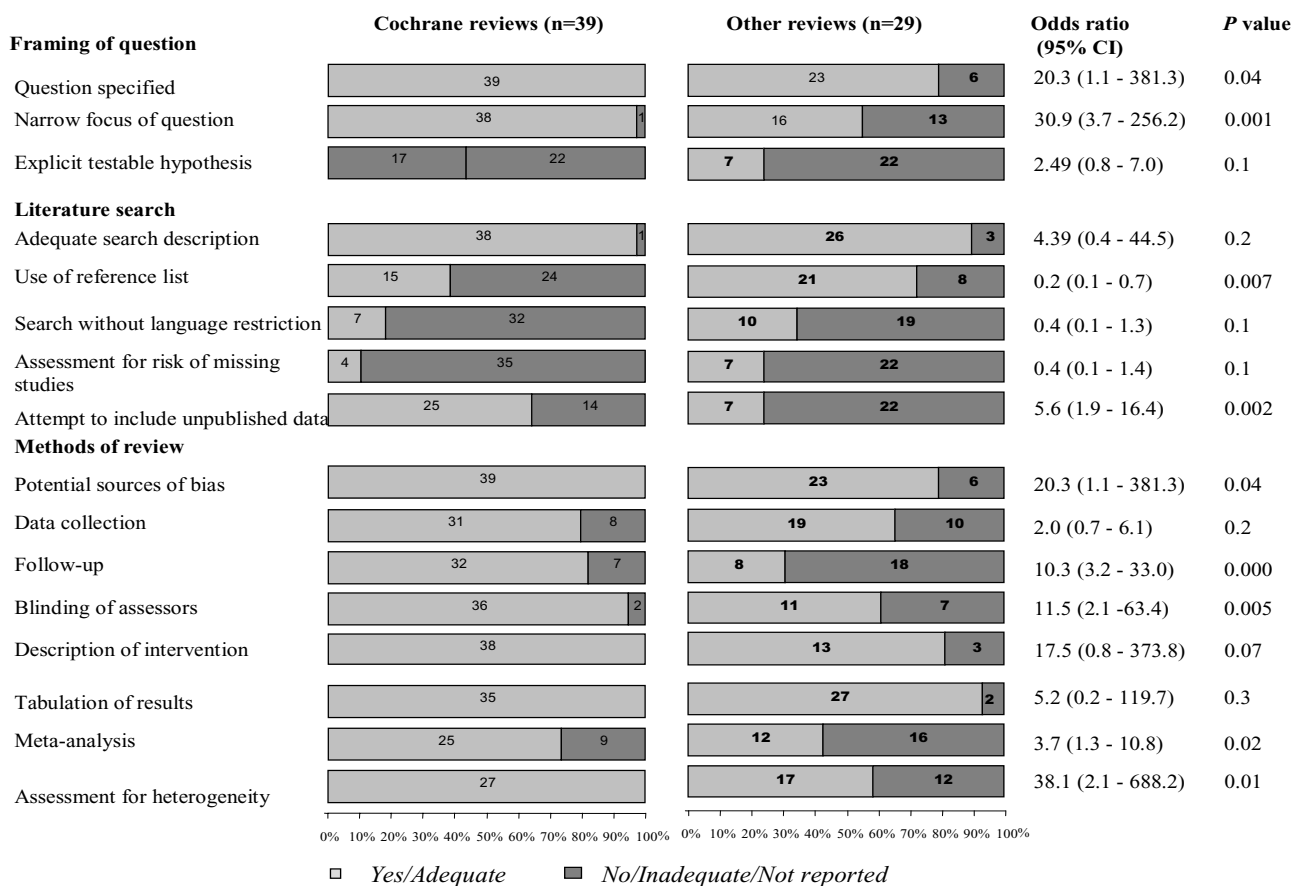 Cochrane reviews (n=39) Other reviews (n=29) Odds ratio P value
(95% CI)
Framing of question
Question specified 39 23 6 20.3 (1.1 - 381.3) 0.04
Narrow focus of question 38 1 16 13 30.9 (3.7 - 256.2) 0.001
Explicit testable hypothesis 17 22 7 22 2.49 (0.8 - 7.0) 0.1
Literature search
Adequate search description 38 1 26 3 4.39 (0.4 - 44.5) 0.2
Use of reference list 15 24 21 8 0.2 (0.1 - 0.7) 0.007
Search without language restriction 7 32 10 19 0.4 (0.1 - 1.3) 0.1
Assessment for risk of missing
studies 4 35 7 22 0.4 (0.1 - 1.4) 0.1
Attempt to include unpublished data 25 14 7 22 5.6 (1.9 - 16.4) 0.002
Methods of review
Potential sources of bias 39 23 6 20.3 (1.1 - 381.3) 0.04
Data collection 31 8 19 10 2.0 (0.7 - 6.1) 0.2
Follow-up 32 7 8 18 10.3 (3.2 - 33.0) 0.000
Blinding of assessors 36 2 11 7 11.5 (2.1 -63.4) 0.005
Description of intervention 38 13 3 17.5 (0.8 - 373.8) 0.07
Tabulation of results 35 27 2 5.2 (0.2 - 119.7) 0.3
Meta-analysis 25 9 12 16 3.7 (1.3 - 10.8) 0.02
Assessment for heterogeneity 27 17 12 38.1 (2.1 - 688.2) 0.01
0% 10% 20% 30% 40% 50% 60% 70% 80% 90% 100% 0% 10% 20% 30% 40% 50% 60% 70% 80% 90% 100%
Yes/Adequate No/Inadequate/Not reported